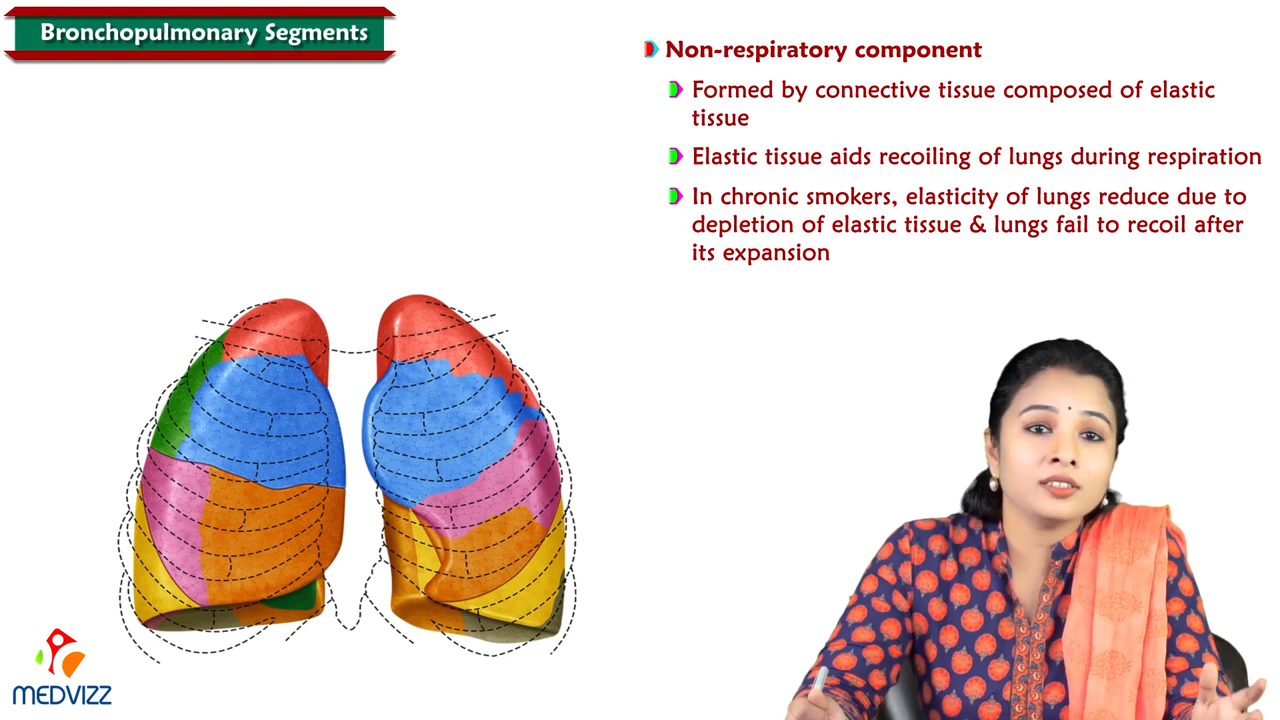 Bronchopulmonary Segments
Non-respiratory component
Formed by connective tissue composed of elastic
tissue
Elastic tissue aids recoiling of lungs during respiration
In chronic smokers, elasticity of lungs reduce due to
depletion of elastic tissue & lungs fail to recoil after
its expansion
MEDVIZZ